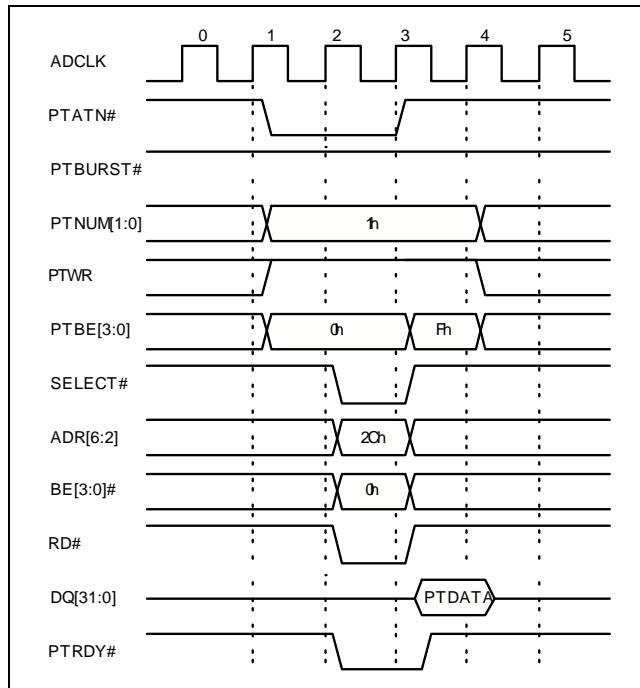 0 1 2 3 4 5
ADCLK
PTATN#
PTBURST#
PTNUM[1:0] 1h
PTWR
PTBE[3:0] 0h Fh
SELECT#
ADR[6:2] 2Ch
BE[3:0]# 0h
RD#
DQ[31:0] PTDATA
PTRDY#